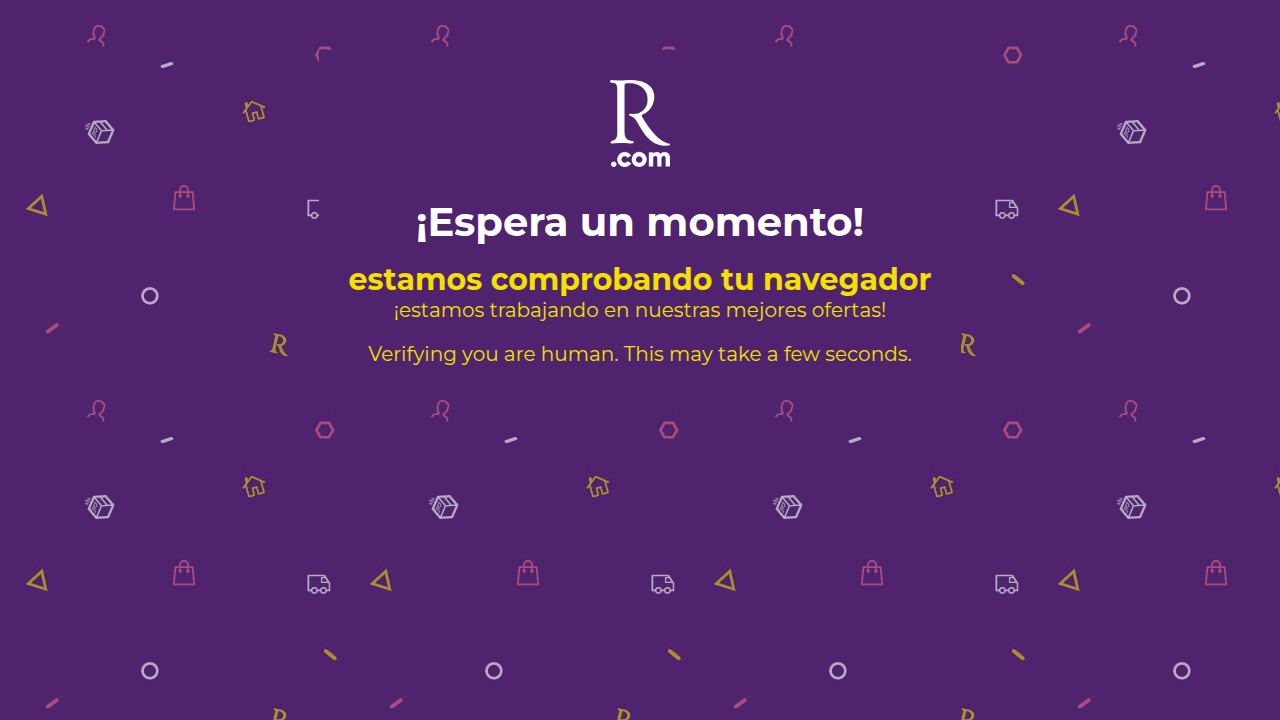 R
.com
¡Espera un momento!
estamos comprobando tu navegador
¡estamos trabajando en nuestras mejores ofertas!
Verifying you are human. This may take a few seconds.